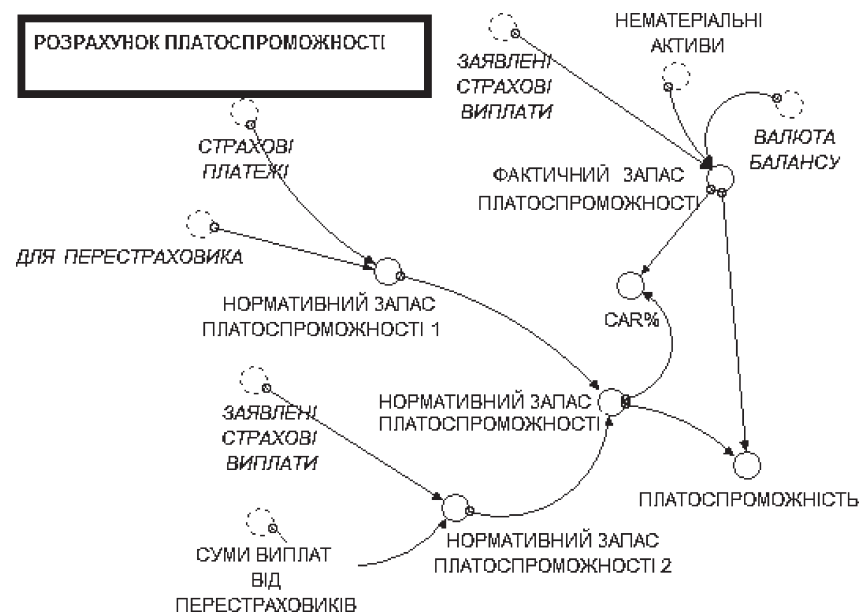 РОЗРАХУНОК ПЛАТОСПРОМОЖНОСТІ
НЕМАТЕРІАЛЬНІ
АКТИВИ
ЗАЯВЛЕНІ
СТРАХОВІ
ВИПЛАТИ
ВАЛЮТА
БАЛАНСУ
СТРАХОВІ
ПЛАТЕЖІ
ФАКТИЧНИЙ ЗАПАС
ПЛАТОСПРОМОЖНОСТІ
ДЛЯ ПЕРЕСТРАХОВИКА
НОРМАТИВНИЙ ЗАПАС
ПЛАТОСПРОМОЖНОСТІ 1
CAR%
ЗАЯВЛЕНІ
СТРАХОВІ
ВИПЛАТИ
НОРМАТИВНИЙ ЗАПАС
ПЛАТОСПРОМОЖНОСТІ
ПЛАТОСПРОМОЖНІСТЬ
СУМИ ВИПЛАТ
ВІД
ПЕРЕСТРАХОВИКІВ
НОРМАТИВНИЙ ЗАПАС
ПЛАТОСПРОМОЖНОСТІ 2